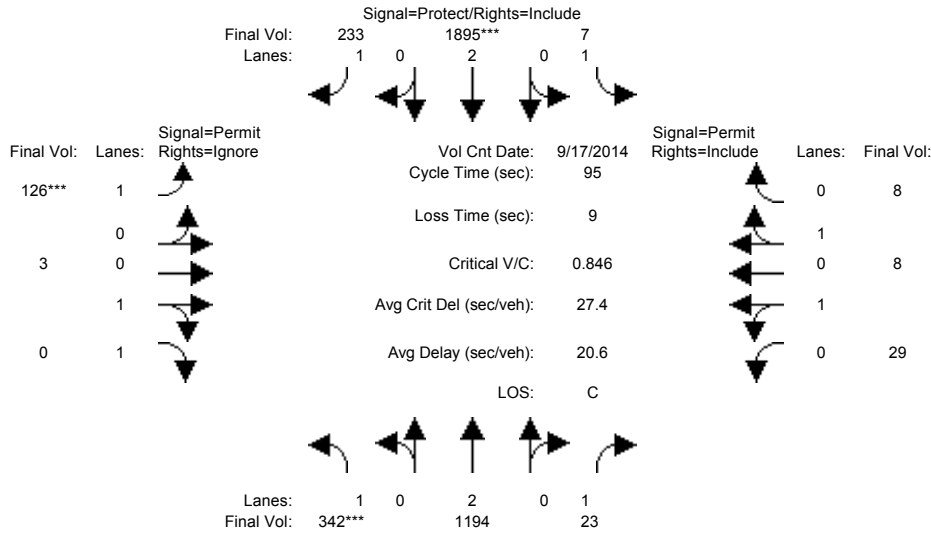 Signal=Protect/Rights=Include
Final Vol: 233 1895*** 7
Lanes: 1 0 2 0 1
Signal=Permit Signal=Permit
Final Vol: Lanes: Rights=Ignore Vol Cnt Date: 9/17/2014 Rights=Include Lanes: Final Vol:
Cycle Time (sec): 95
126*** 1 0 8
Loss Time (sec): 9
0 1
3 0 Critical V/C: 0.846 0 8
1 Avg Crit Del (sec/veh): 27.4 1
0 1 Avg Delay (sec/veh): 20.6 0 29
LOS: C
Lanes: 1 0 2 0 1
Final Vol: 342*** 1194 23